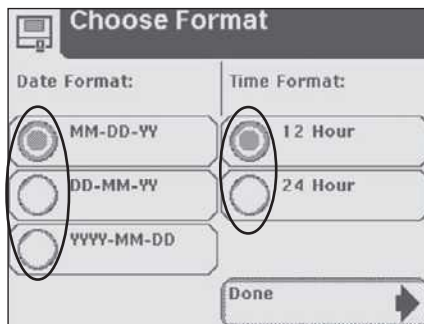 Choose Format
Date Format:
Time Format:
MM-DD-YY
12 Hour
DD-MM-YY
24 Hour
YYYY-MM-DD
Done